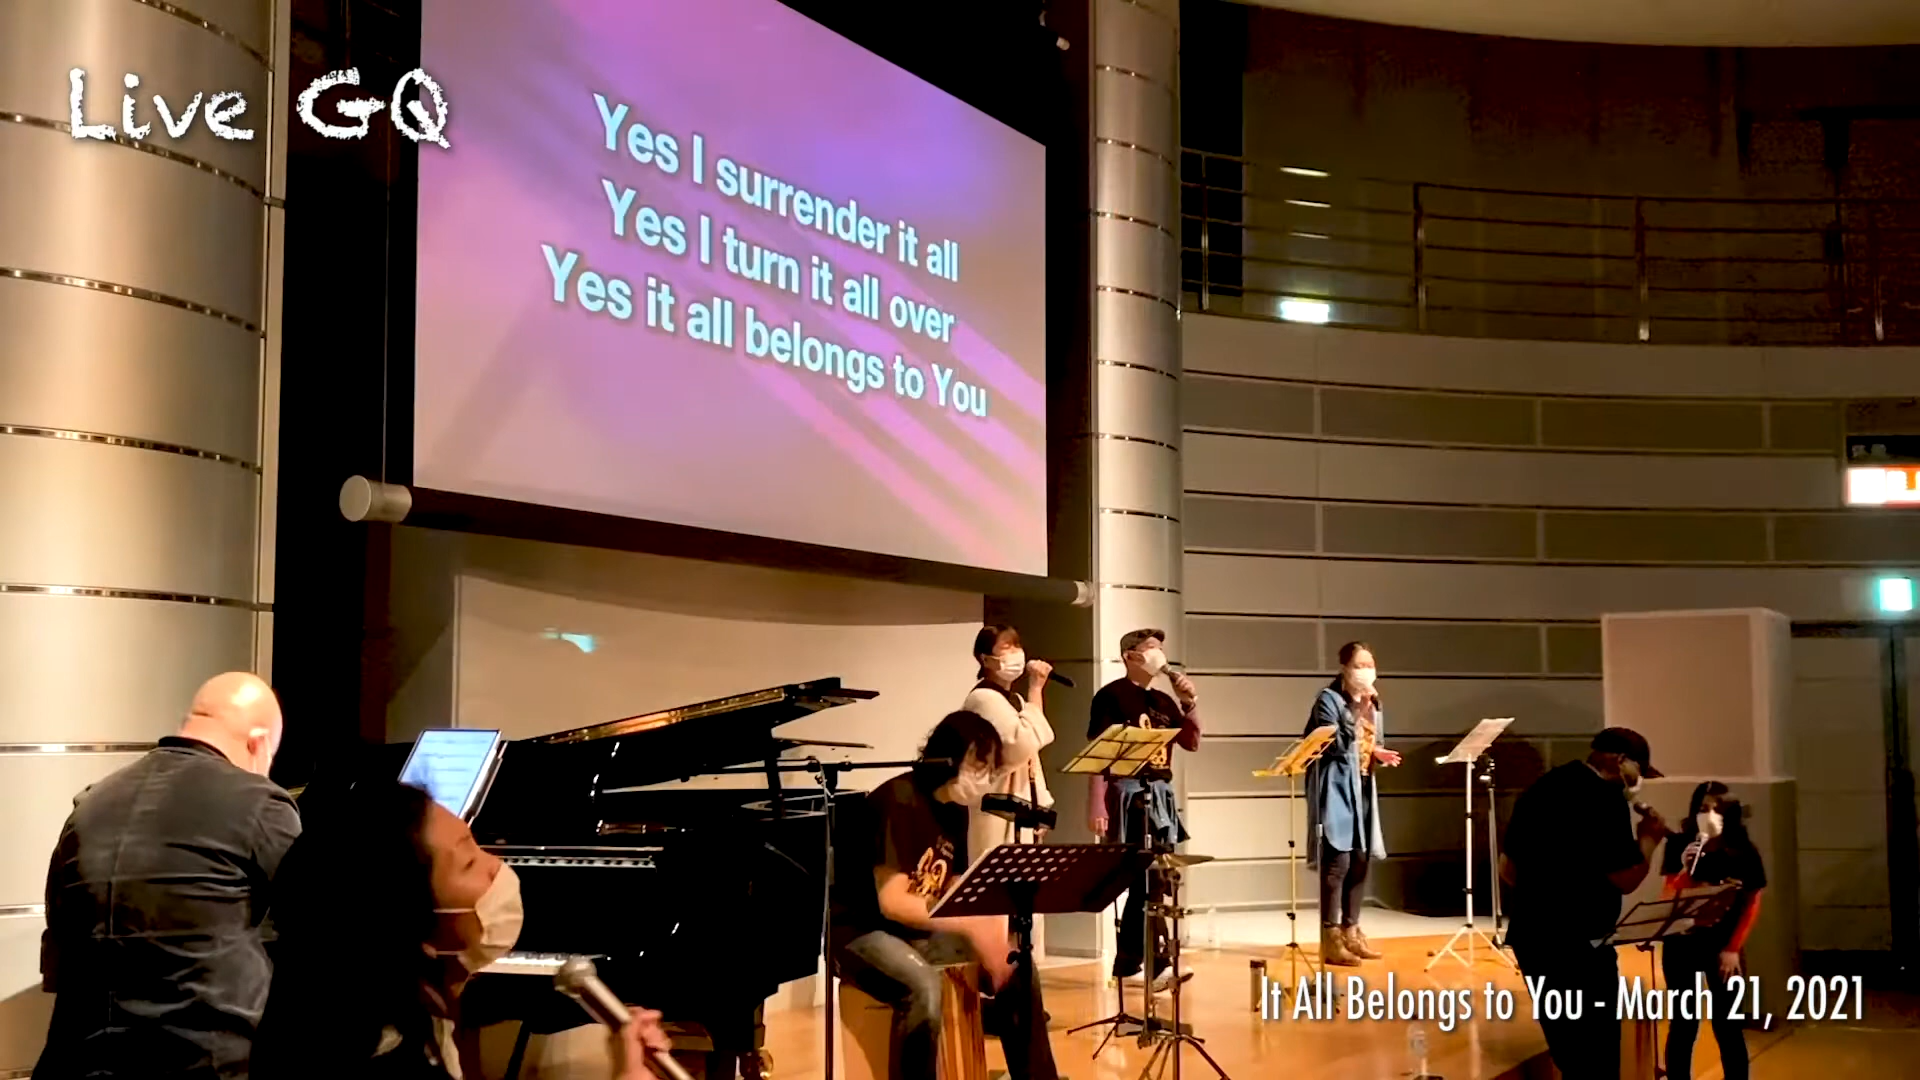 Live GQ
Yes I surrender it all
Yes I turn it all over
Yes it all belongs to You
It All Belongs to You - March 21, 2021